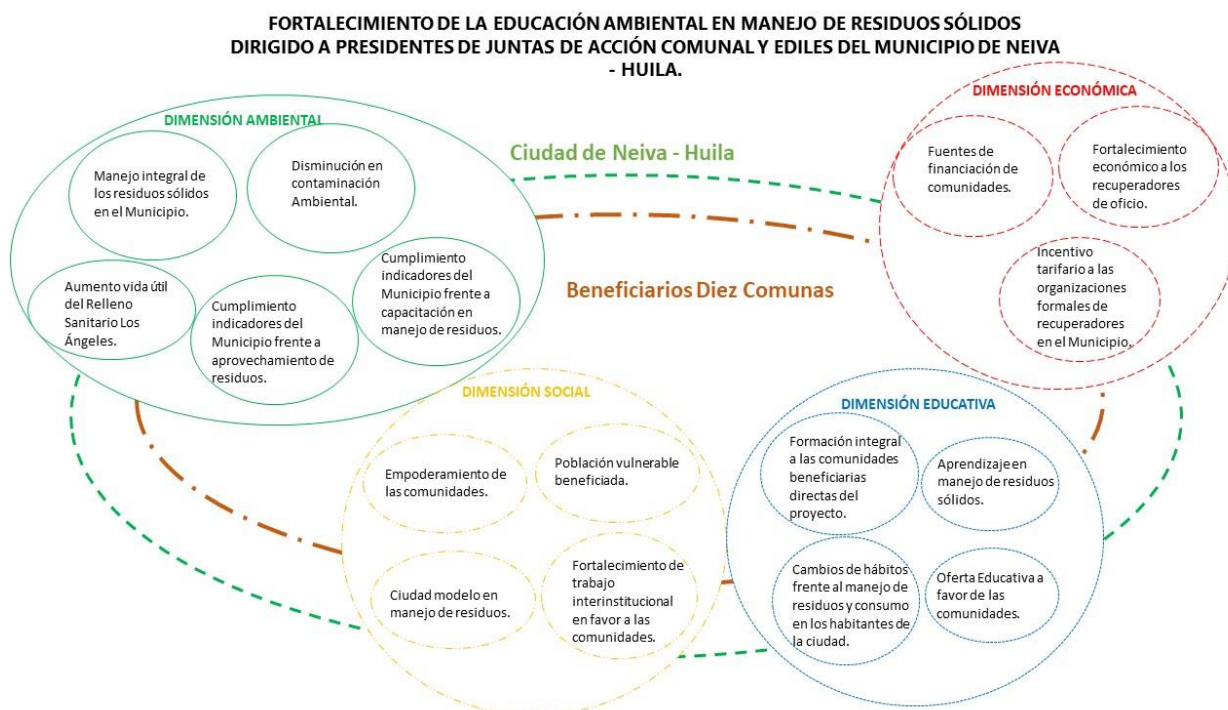 FORTALECIMIENTO DE LA EDUCACIÓN AMBIENTAL EN MANEJO DE RESIDUOS SÓLIDOS
DIRIGIDO A PRESIDENTES DE JUNTAS DE ACCIÓN COMUNAL Y EDILES DEL MUNICIPIO DE NEIVA
- HUILA.
DIMENSIÓN AMBIENTAL
Manejo integral de
los residuos sólidos
en el Municipio.
Disminución en
contaminación
Ambiental.
Aumento vida útil
del Relleno
Sanitario Los
Ángeles.
Cumplimiento
indicadores del
Municipio frente a
aprovechamiento de
residuos.
Cumplimiento
indicadores del
Municipio frente a
capacitación en
manejo de residuos.
Ciudad de Neiva - Huila
Beneficiarios Diez Comunas
DIMENSIÓN ECONÓMICA
Fuentes de
financiación de
comunidades.
Fortalecimiento
económico a los
recuperadores
de oficio.
Incentivo
tarifario a las
organizaciones
formales de
recuperadores
en el Municipio.
DIMENSIÓN SOCIAL
Empoderamiento de
las comunidades.
Población vulnerable
beneficiada.
Ciudad modelo en
manejo de residuos.
Fortalecimiento de
trabajo
interinstitucional
en favor a las
comunidades.
DIMENSIÓN EDUCATIVA
Formación integral
a las comunidades
beneficiarias
directas del
proyecto.
Aprendizaje en
manejo de residuos
sólidos.
Cambios de hábitos
frente al manejo de
residuos y consumo
en los habitantes de
la ciudad.
Oferta Educativa a
favor de las
comunidades.